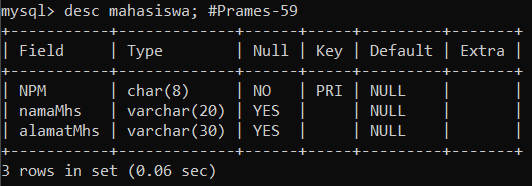 mysql> desc mahasiswa; #Prames-59
+-----------+-------------+------+-----+---------+-------+
| Field     | Type        | Null | Key | Default | Extra |
+-----------+-------------+------+-----+---------+-------+
| NPM       | char(8)     | NO   | PRI | NULL    |       |
| namaMhs   | varchar(20) | YES  |     | NULL    |       |
| alamatMhs | varchar(30) | YES  |     | NULL    |       |
+-----------+-------------+------+-----+---------+-------+
3 rows in set (0.06 sec)